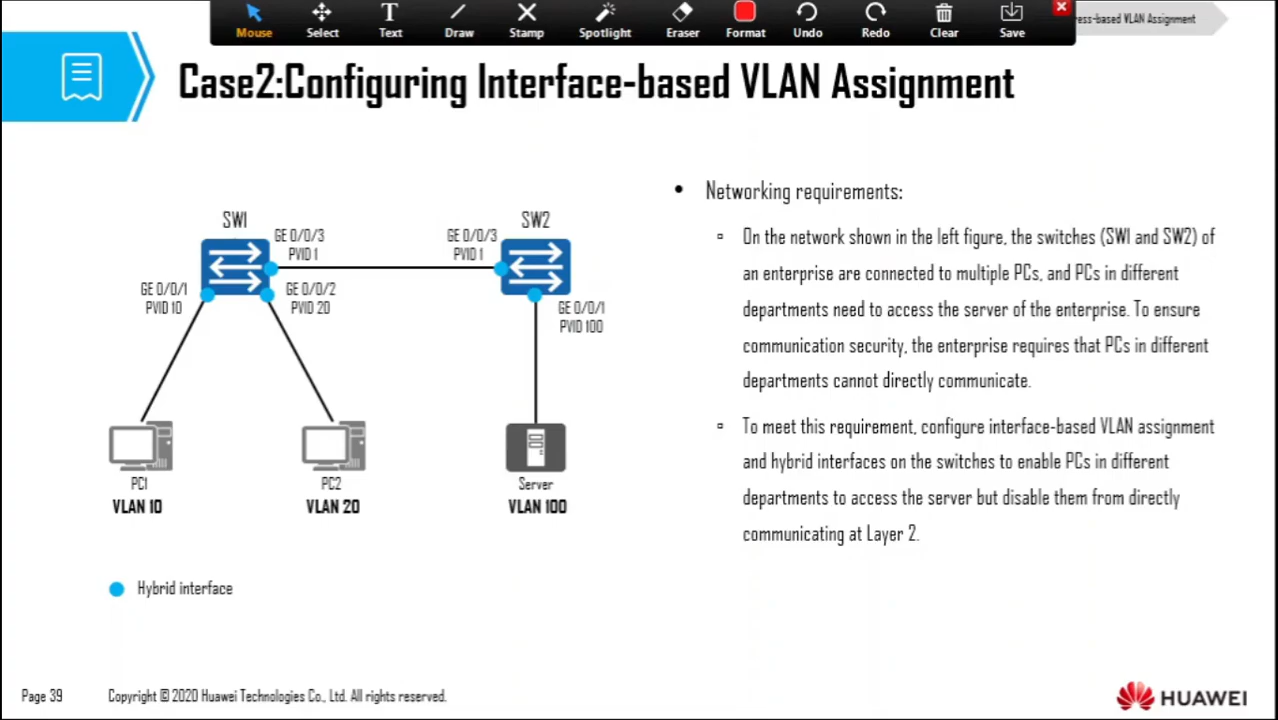 Mouse Select Text Draw Stamp Spotlight Eraser Format Undo Redo Clear Save
-based VLAN Assignment
Case2:Configuring Interface-based VLAN Assignment
SW1
GE 0/0/3
PVID 1
GE 0/0/1
PVID 10
GE 0/0/2
PVID 20
SW2
GE 0/0/3
PVID 1
GE 0/0/1
PVID 100
PC1
VLAN 10
PC2
VLAN 20
Server
VLAN 100
Hybrid interface
• Networking requirements:
▫ On the network shown in the left figure, the switches (SW1 and SW2) of
an enterprise are connected to multiple PCs, and PCs in different
departments need to access the server of the enterprise. To ensure
communication security, the enterprise requires that PCs in different
departments cannot directly communicate.
▫ To meet this requirement, configure interface-based VLAN assignment
and hybrid interfaces on the switches to enable PCs in different
departments to access the server but disable them from directly
communicating at Layer 2.
Page 39 Copyright © 2020 Huawei Technologies Co., Ltd. All rights reserved.
HUAWEI